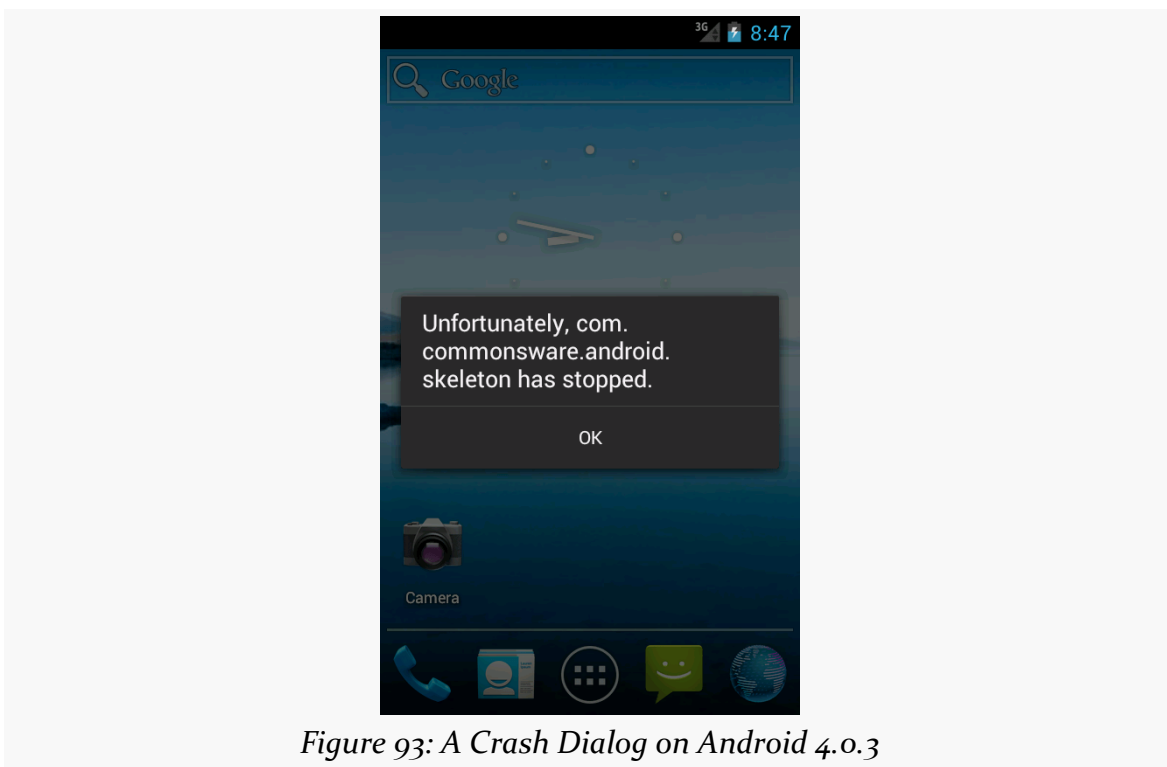 3G 8:47
Google
Unfortunately, com.
commonsware.android.
skeleton has stopped.
OK
Camera
Figure 93: A Crash Dialog on Android 4.0.3